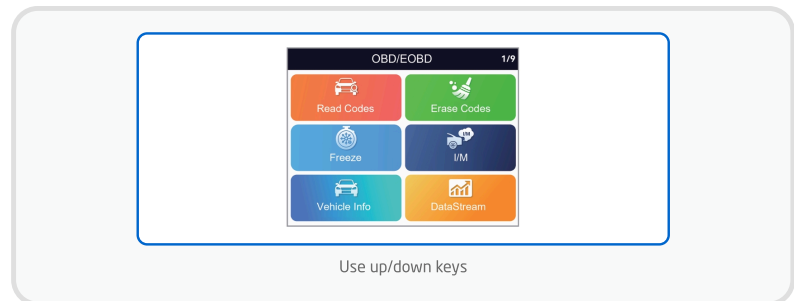 OBD/EOBD 1/9
Read Codes Erase Codes
Freeze I/M I/M
Vehicle Info DataStream
Use up/down keys